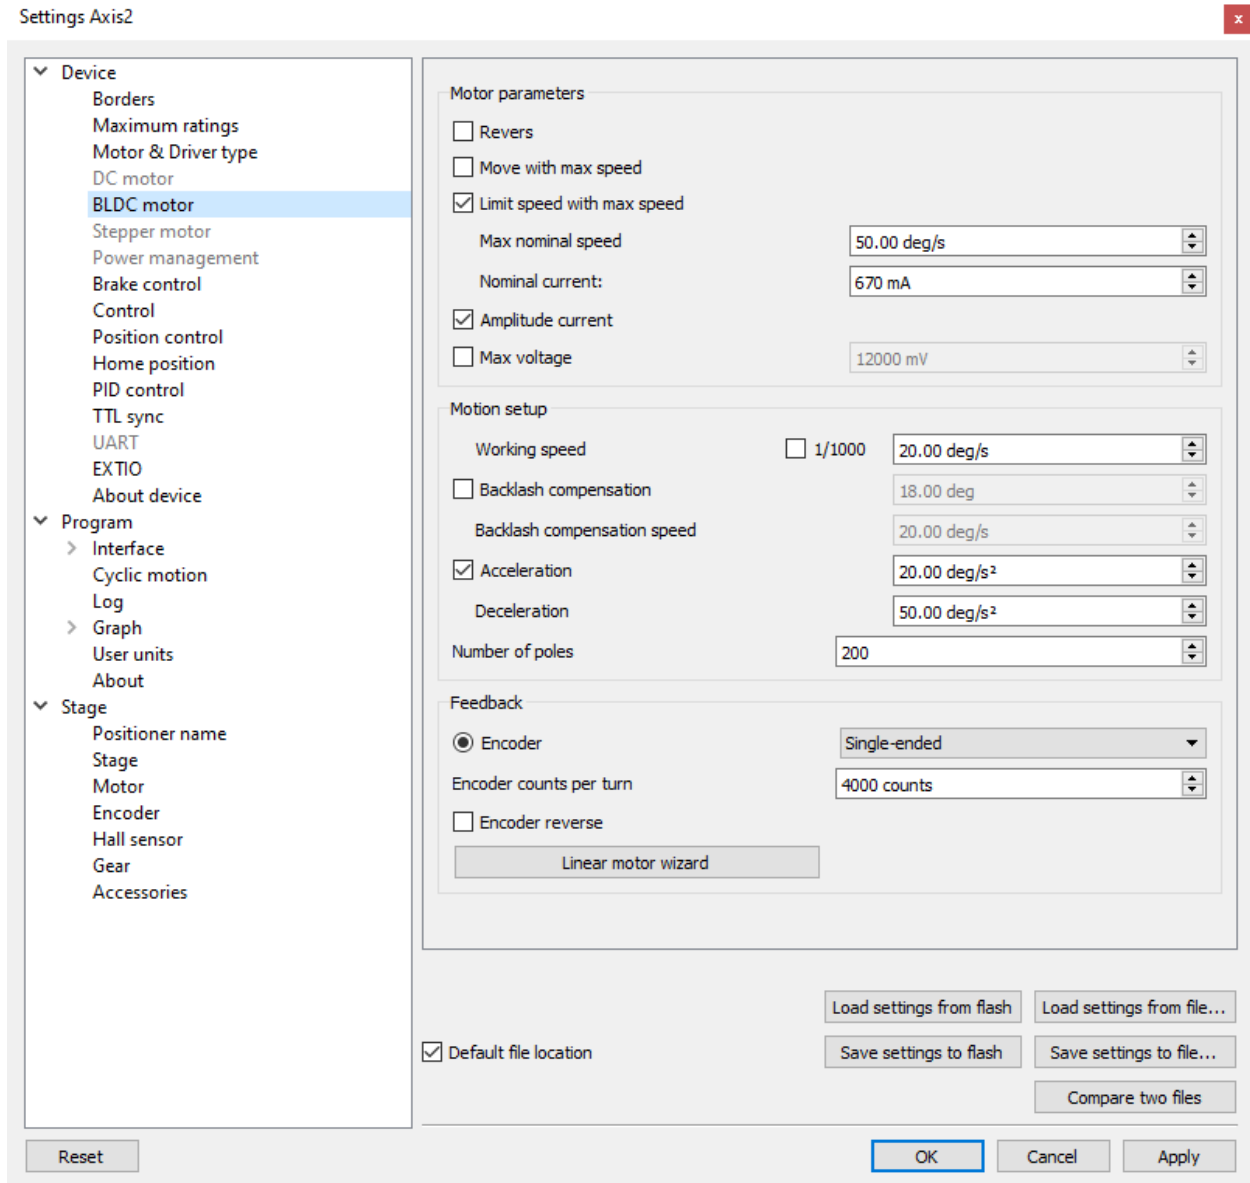 Settings Axis2
x
Device
Borders
Maximum ratings
Motor & Driver type
DC motor
BLDC motor
Stepper motor
Power management
Brake control
Control
Position control
Home position
PID control
TTL sync
UART
EXTIO
About device
Program
Interface
Cyclic motion
Log
Graph
User units
About
Stage
Positioner name
Stage
Motor
Encoder
Hall sensor
Gear
Accessories
Motor parameters
Revers
Move with max speed
Limit speed with max speed
Max nominal speed 50.00 deg/s
Nominal current: 670 mA
Amplitude current
Max voltage 12000 mV
Motion setup
Working speed 1/1000 20.00 deg/s
Backlash compensation 18.00 deg
Backlash compensation speed 20.00 deg/s
Acceleration 20.00 deg/s²
Deceleration 50.00 deg/s²
Number of poles 200
Feedback
Encoder Single-ended
Encoder counts per turn 4000 counts
Encoder reverse
Linear motor wizard
Load settings from flash Load settings from file...
Default file location Save settings to flash Save settings to file...
Compare two files
Reset OK Cancel Apply